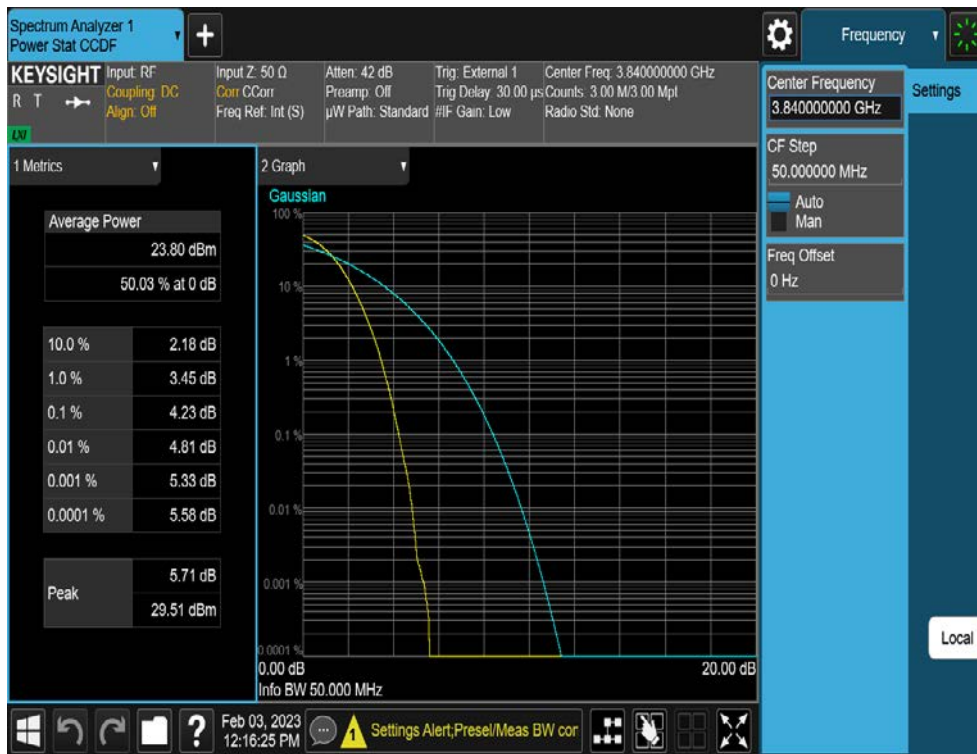 Spectrum Analyzer 1
Power Stat CCDF
+
Frequency
KEYSIGHT
R T
LXI
Input: RF
Coupling: DC
Align: Off
Input Z: 50 Ω
Corr CCorr
Freq Ref: Int (S)
Atten: 42 dB
Preamp: Off
µW Path: Standard
Trig: External 1
Trig Delay: 30.00 µs
#IF Gain: Low
Center Freq: 3.840000000 GHz
Counts: 3.00 M/3.00 Mpt
Radio Std: None
1 Metrics
Average Power
23.80 dBm
50.03 % at 0 dB
10.0 % 2.18 dB
1.0 % 3.45 dB
0.1 % 4.23 dB
0.01 % 4.81 dB
0.001 % 5.33 dB
0.0001 % 5.58 dB
Peak 5.71 dB
29.51 dBm
2 Graph
Gaussian
100 %
10 %
1 %
0.1 %
0.01 %
0.001 %
0.0001 %
0.00 dB 20.00 dB
Info BW 50.000 MHz
Center Frequency
3.840000000 GHz
CF Step
50.000000 MHz
Auto
Man
Freq Offset
0 Hz
Settings
Local
?
Feb 03, 2023
12:16:25 PM
1
Settings Alert;Presel/Meas BW cor